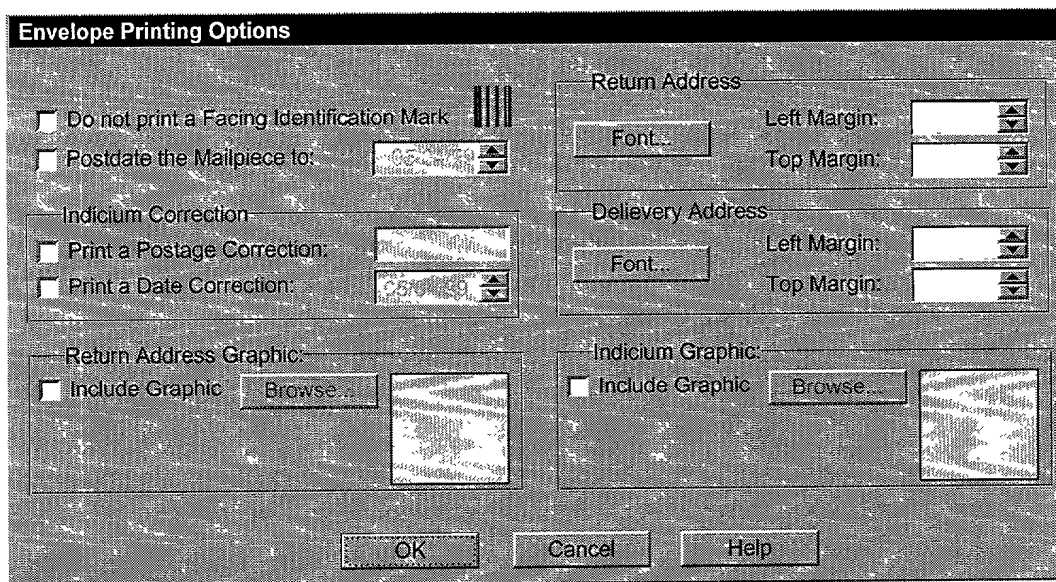 Envelope Printing Options
Do not print a Facing Identification Mark
Postdate the Mailpiece to:
Indicium Correction
Print a Postage Correction:
Print a Date Correction:
Return Address Graphic:
Include Graphic
Browse...
Return Address
Font...
Left Margin:
Top Margin:
Delievery Address
Font...
Left Margin:
Top Margin:
Indicium Graphic:
Include Graphic
Browse...
OK
Cancel
Help